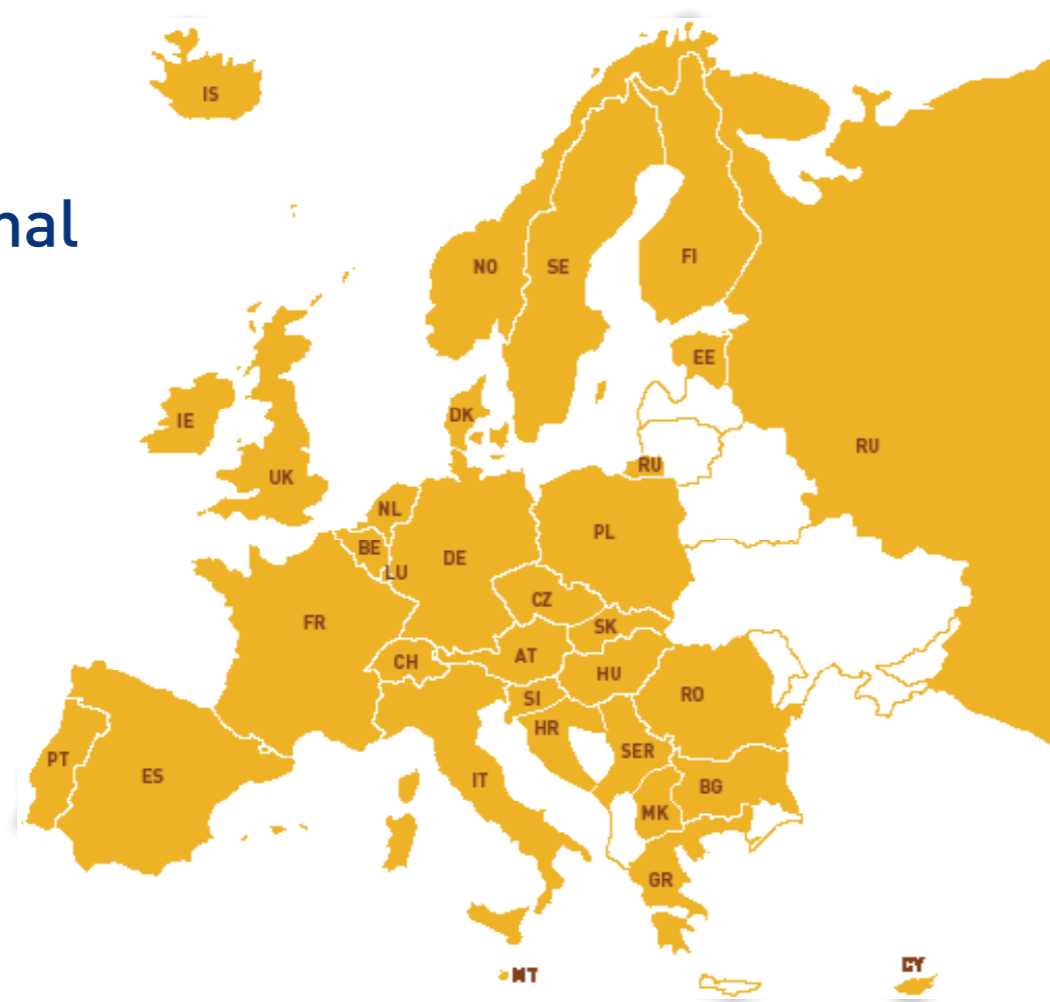 IS
nal
NO
SE
FI
EE
IE
DK
RU
RU
UK
NL
PL
BE
DE
LU
CZ
FR
SK
CH
AT
HU
SI
RO
HR
SER
PT
ES
IT
BG
MK
GR
CY
MT